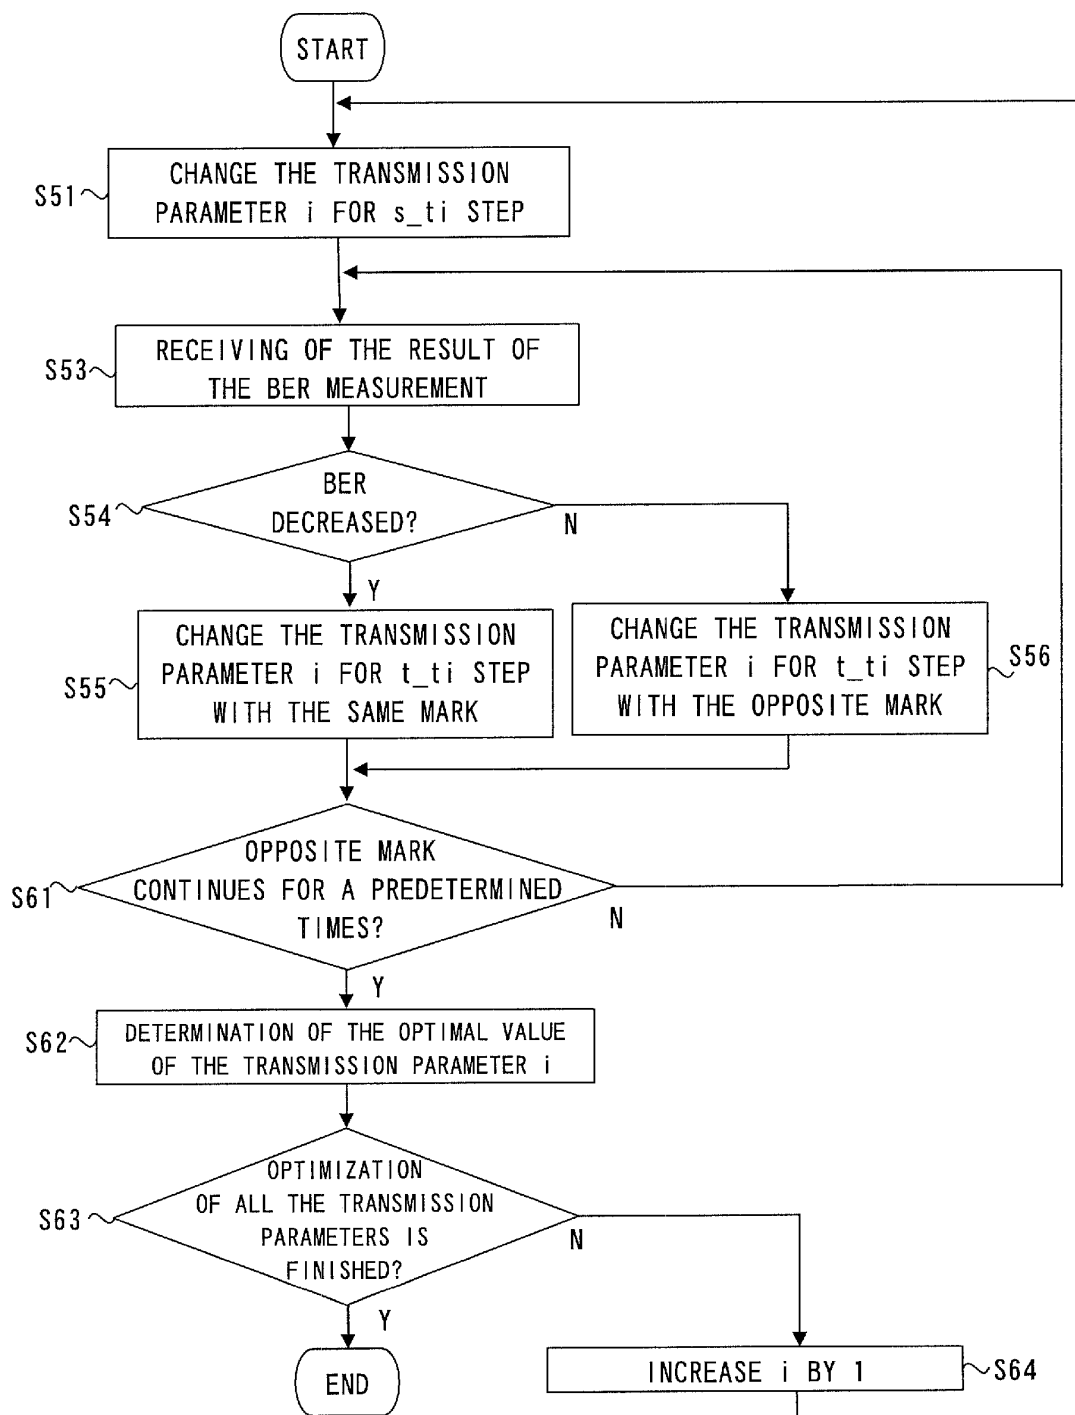 START
S51
CHANGE THE TRANSMISSION
PARAMETER i FOR s_ti STEP
S53
RECEIVING OF THE RESULT OF
THE BER MEASUREMENT
S54
BER
DECREASED?
N
Y
S55
CHANGE THE TRANSMISSION
PARAMETER i FOR t_ti STEP
WITH THE SAME MARK
CHANGE THE TRANSMISSION
PARAMETER i FOR t_ti STEP
WITH THE OPPOSITE MARK
S56
S61
OPPOSITE MARK
CONTINUES FOR A PREDETERMINED
TIMES?
N
Y
S62
DETERMINATION OF THE OPTIMAL VALUE
OF THE TRANSMISSION PARAMETER i
S63
OPTIMIZATION
OF ALL THE TRANSMISSION
PARAMETERS IS
FINISHED?
N
Y
END
INCREASE i BY 1
S64